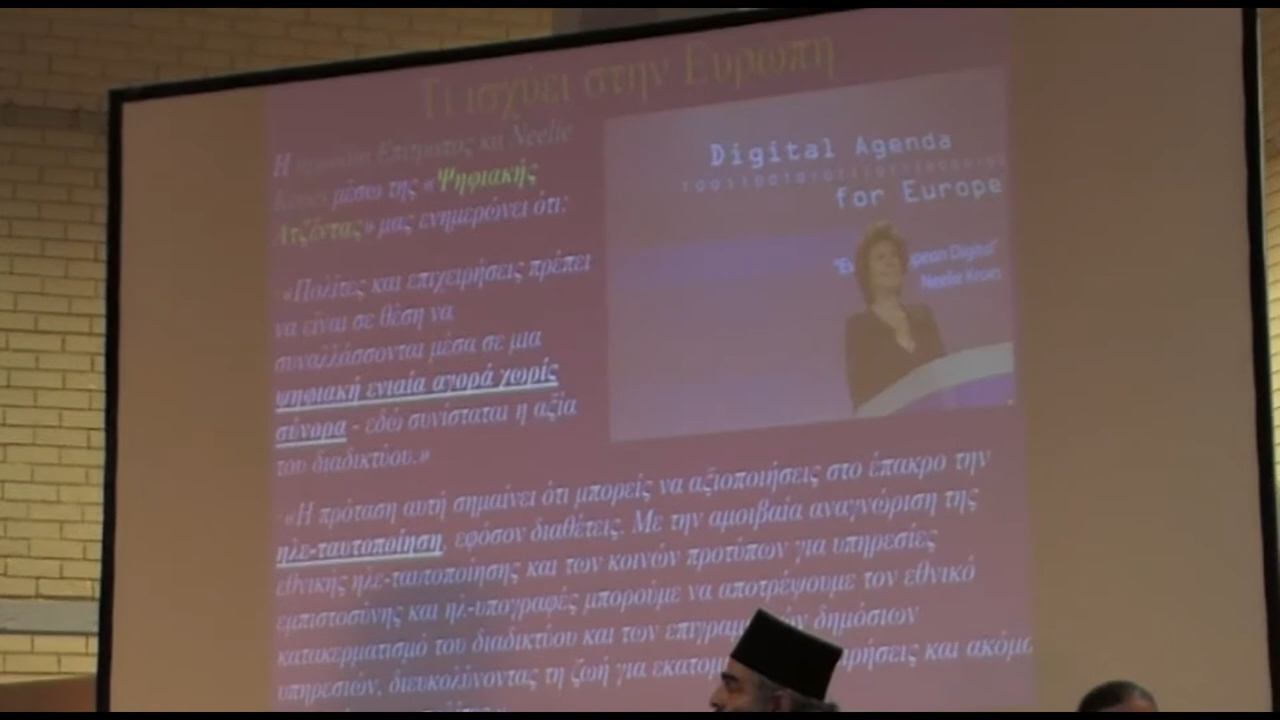 Τι ισχύει στην Ευρώπη
Η Επίτροπος κα Neelie
μέσω της «Ψηφιακής
Ατζέντας» μας ενημερώνει ότι:
«Πολίτες και επιχειρήσεις πρέπει
να είναι σε θέση να
συναλλάσσονται μέσα σε μια
ψηφιακή ενιαία αγορά χωρίς
σύνορα - εδώ συνίσταται η αξία
του διαδικτύου.»
Digital Agenda
for Europe
Digital"
Neelie Kroes
«Η πρόταση αυτή σημαίνει ότι μπορείς να αξιοποιήσεις στο έπακρο την
ηλε-ταυτοποίηση, εφόσον διαθέτεις. Με την αμοιβαία αναγνώριση της
εθνικής ηλε-ταυτοποίησης και των κοινών προτύπων για υπηρεσίες
εμπιστοσύνης και ηλ-υπογραφές μπορούμε να αποτρέψουμε τον εθνικό
κατακερματισμό του διαδικτύου και των δημόσιων
υπηρεσιών, διευκολύνοντας τη ζωή για και ακόμα